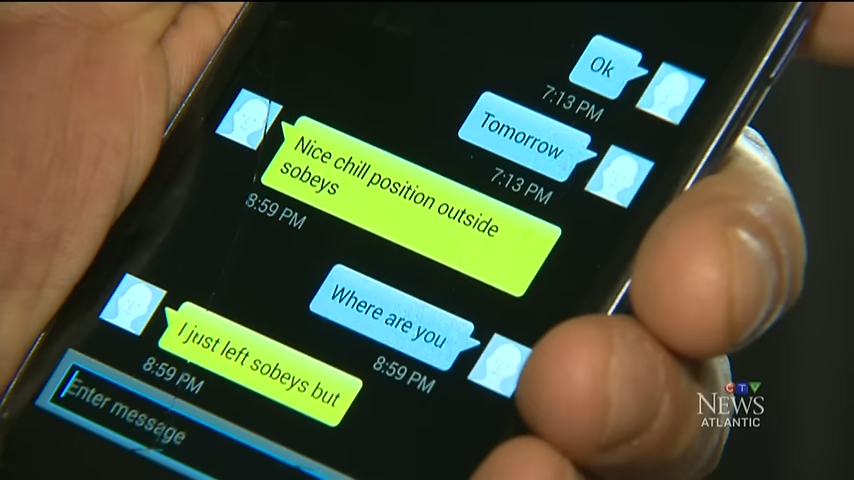 Ok
7:13 PM
Tomorrow
7:13 PM
Nice chill position outside
sobeys
8:59 PM
Where are you
8:59 PM
I just left sobeys but
8:59 PM
Enter message
CTV
NEWS
ATLANTIC